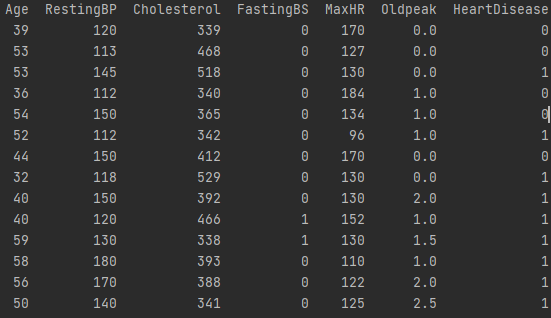 Age RestingBP Cholesterol FastingBS MaxHR Oldpeak HeartDisease
39 120 339 0 170 0.0 0
53 113 468 0 127 0.0 0
53 145 518 0 130 0.0 1
36 112 340 0 184 1.0 0
54 150 365 0 134 1.0 0
52 112 342 0 96 1.0 1
44 150 412 0 170 0.0 0
32 118 529 0 130 0.0 1
40 150 392 0 130 2.0 1
40 120 466 1 152 1.0 1
59 130 338 1 130 1.5 1
58 180 393 0 110 1.0 1
56 170 388 0 122 2.0 1
50 140 341 0 125 2.5 1